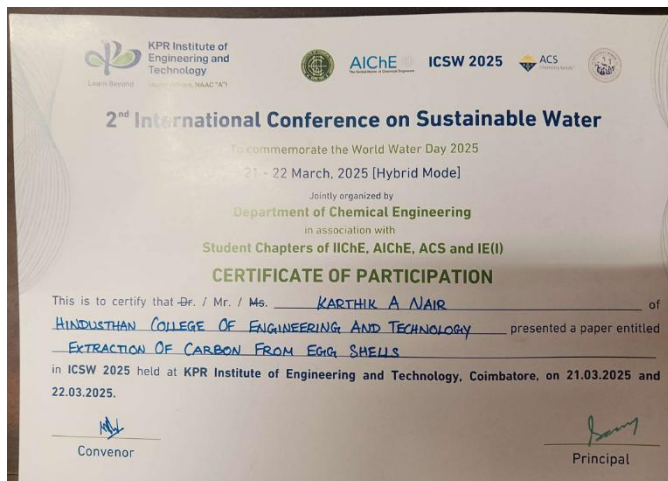 KPR Institute of
Engineering and
Technology
Learn Beyond
AIChE
ICSW 2025
ACS
2nd International Conference on Sustainable Water
To commemorate the World Water Day 2025
21 - 22 March, 2025 [Hybrid Mode]
Jointly organized by
Department of Chemical Engineering
in association with
Student Chapters of IIChE, AIChE, ACS and IE(I)
CERTIFICATE OF PARTICIPATION
This is to certify that Dr. / Mr. / Ms. KARTHIK A NAIR of
HINDUSTHAN COLLEGE OF ENGINEERING AND TECHNOLOGY presented a paper entitled
EXTRACTION OF CARBON FROM EGG SHELLS
in ICSW 2025 held at KPR Institute of Engineering and Technology, Coimbatore, on 21.03.2025 and
22.03.2025.
Convenor
Principal